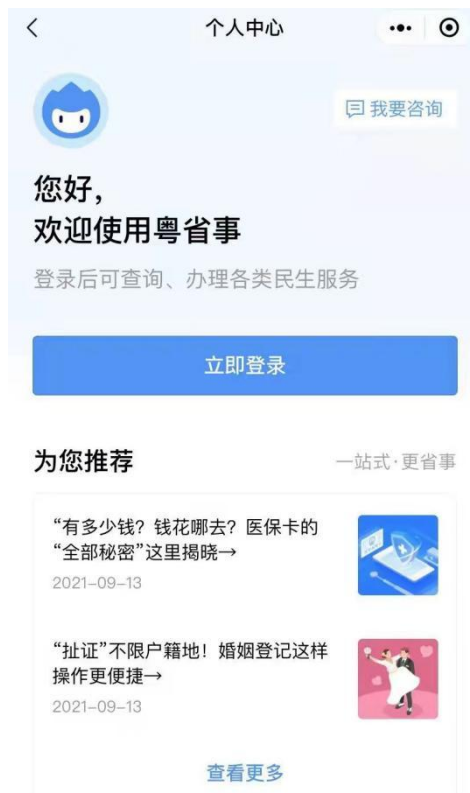 个人中心
我要咨询
您好，
欢迎使用粤省事
登录后可查询、办理各类民生服务
立即登录
为您推荐
一站式·更省事
“有多少钱？钱花哪去？医保卡的
“全部秘密”这里揭晓→
2021-09-13
“扯证”不限户籍地！婚姻登记这样
操作更便捷→
2021-09-13
查看更多